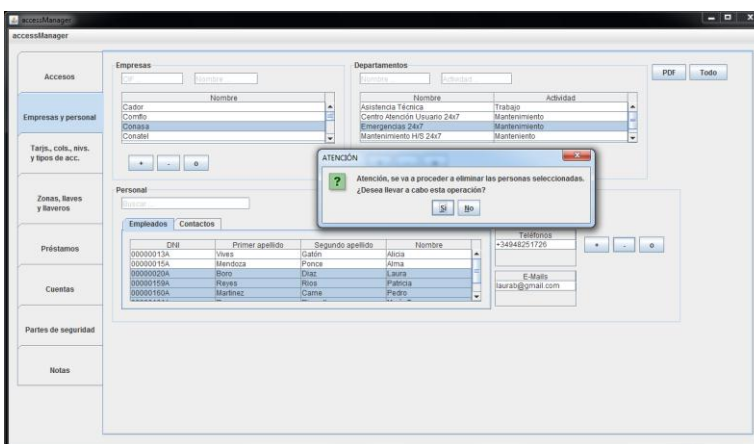 accessManager
accessManager
Accesos
Empresas y personal
Tarjs., cols., nivs.
y tipos de acc.
Zonas, llaves
y llaveros
Préstamos
Cuentas
Partes de seguridad
Notas
Empresas
CIF
Nombre
Nombre
Cador
Comflo
Conasa
Conatel
+ - o
Departamentos
Nombre...
Actividad...
Nombre Actividad
Asistencia Técnica Trabajo
Centro Atención Usuario 24x7 Mantenimiento
Emergencias 24x7 Mantenimiento
Mantenimiento H/S 24x7 Manteniento
PDF Todo
ATENCIÓN
Atención, se va a proceder a eliminar las personas seleccionadas.
¿Desea llevar a cabo esta operación?
Sí No
Personal
Buscar...
Empleados Contactos
DNI Primer apellido Segundo apellido Nombre
00000013A Vives Gatón Alicia
00000015A Mendoza Ponce Alma
00000020A Boro Díaz Laura
00000159A Reyes Ríos Patricia
00000160A Martínez Carne Pedro
Teléfonos
+34948251726
+ - o
E-Mails
laurab@gmail.com